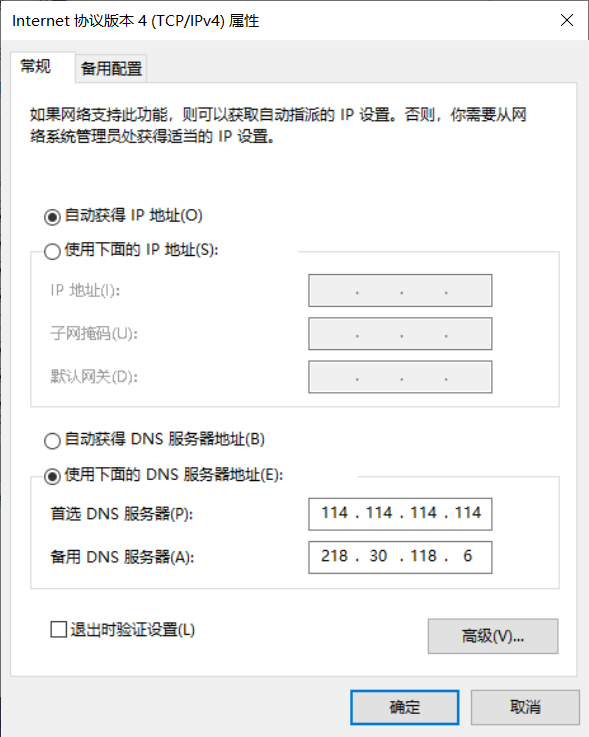 Internet 协议版本 4 (TCP/IPv4) 属性
常规
备用配置
如果网络支持此功能，则可以获取自动指派的 IP 设置。否则，你需要从网
络系统管理员处获得适当的 IP 设置。
自动获得 IP 地址(O)
使用下面的 IP 地址(S):
IP 地址(I):
子网掩码(U):
默认网关(D):
自动获得 DNS 服务器地址(B)
使用下面的 DNS 服务器地址(E):
首选 DNS 服务器(P): 114 . 114 . 114 . 114
备用 DNS 服务器(A): 218 . 30 . 118 . 6
退出时验证设置(L)
高级(V)...
确定
取消